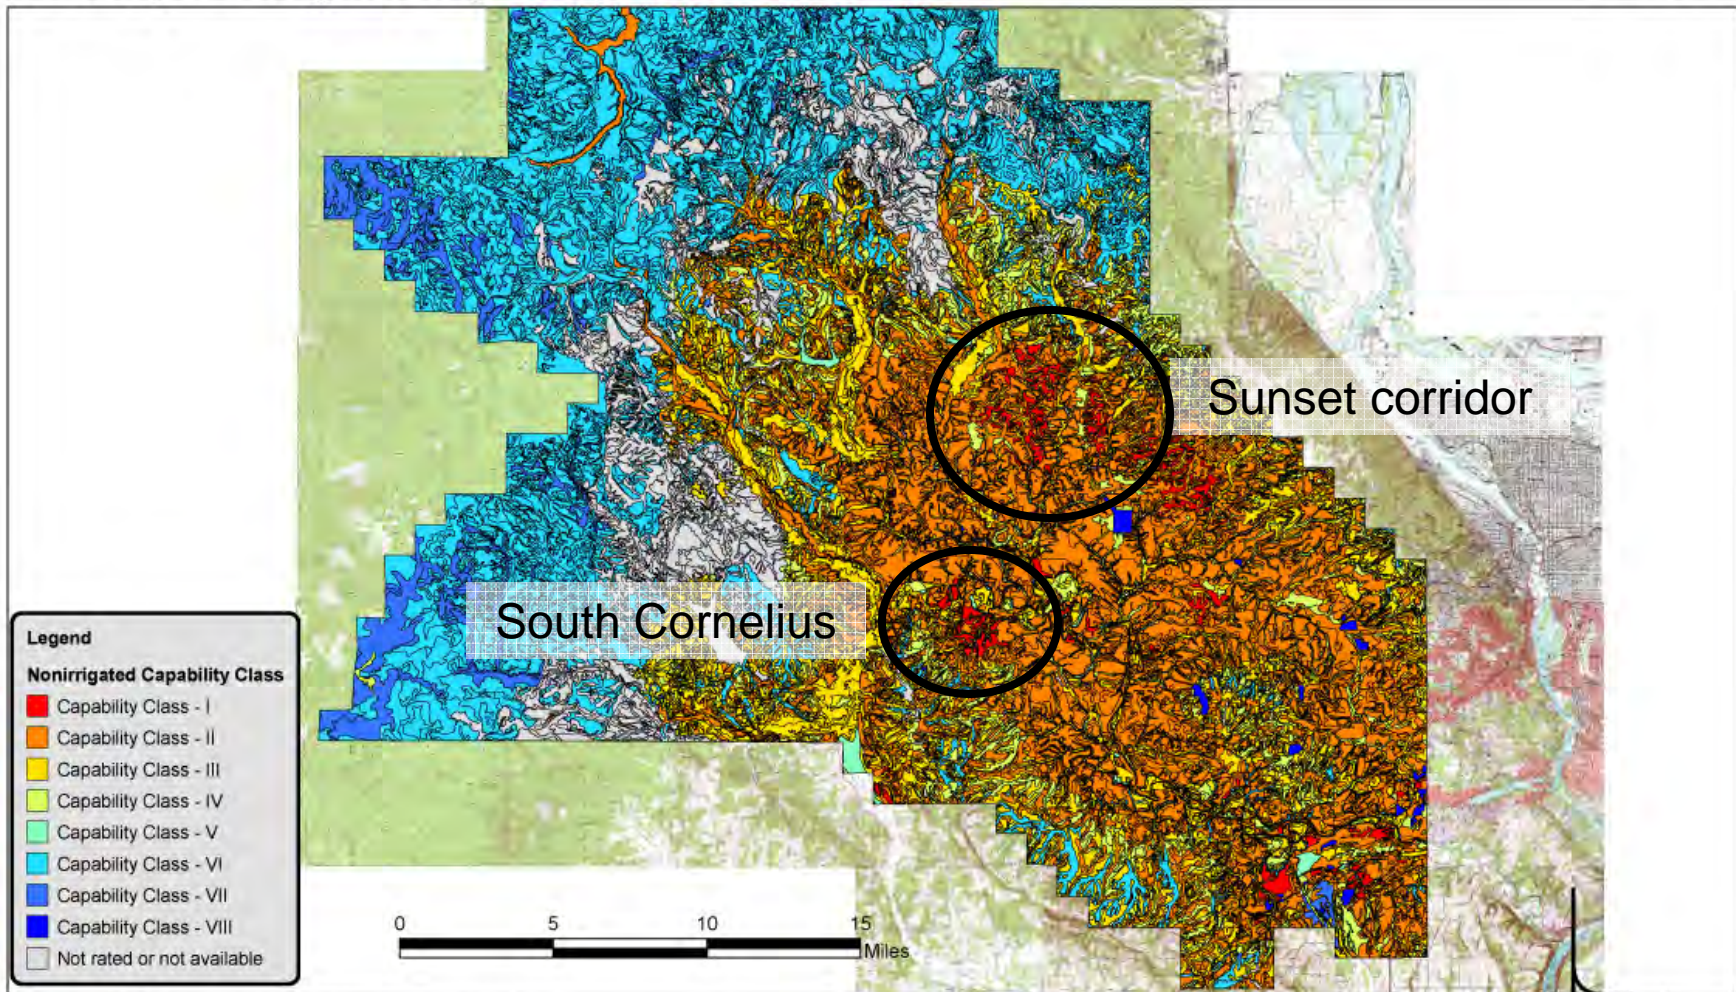 Sunset corridor
South Cornelius
Legend
Nonirrigated Capability Class
Capability Class - I
Capability Class - II
Capability Class - III
Capability Class - IV
Capability Class - V
Capability Class - VI
Capability Class - VII
Capability Class - VIII
Not rated or not available
0 5 10 15
Miles